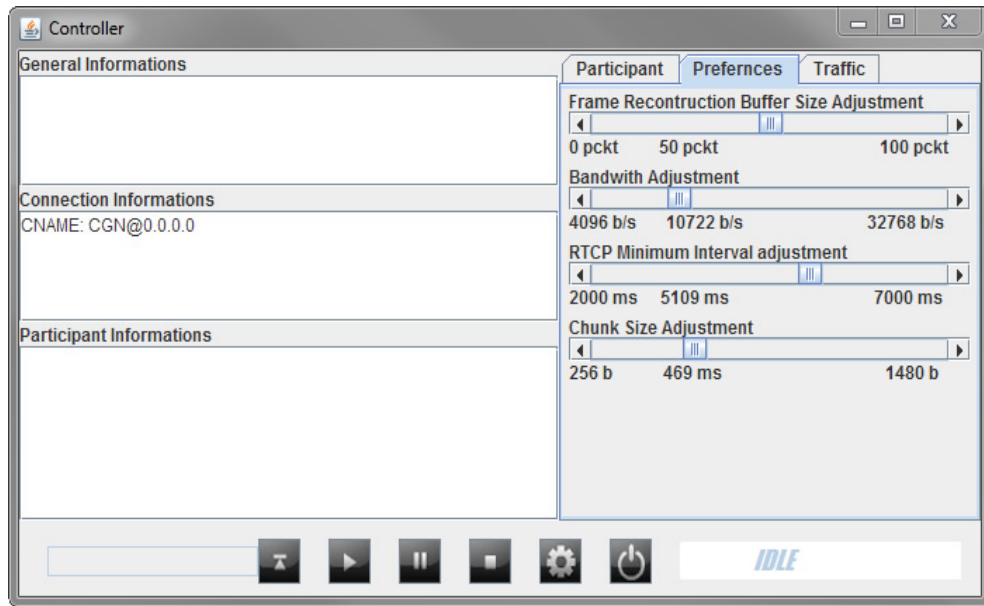 Controller
General Informations
Connection Informations
CNAME: CGN@0.0.0.0
Participant Informations
Participant Prefernces Traffic
Frame Recontruction Buffer Size Adjustment
0 pckt 50 pckt 100 pckt
Bandwith Adjustment
4096 b/s 10722 b/s 32768 b/s
RTCP Minimum Interval adjustment
2000 ms 5109 ms 7000 ms
Chunk Size Adjustment
256 b 469 ms 1480 b
IDLE